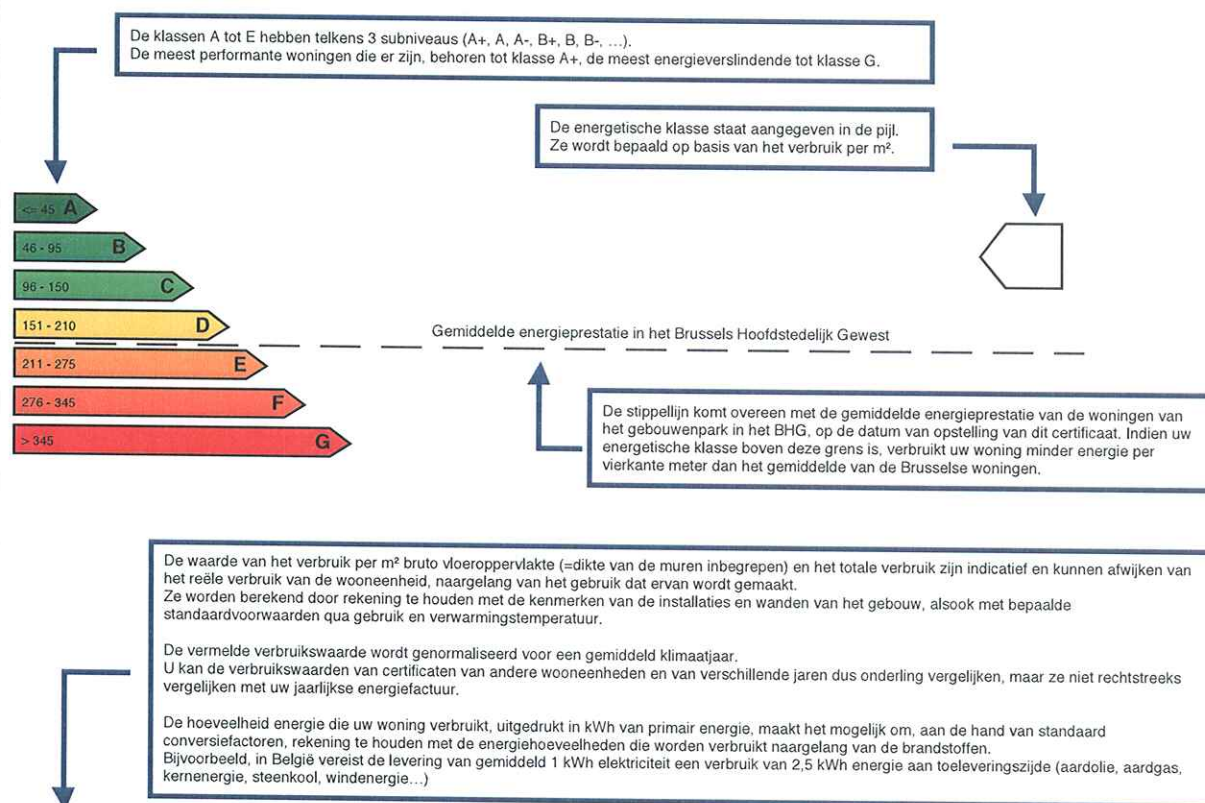 De klassen A tot E hebben telkens 3 subniveaus (A+, A, A-, B+, B, B-, ...).
De meest performante woningen die er zijn, behoren tot klasse A+, de meest energieverslindende tot klasse G.
De energetische klasse staat aangegeven in de pijl.
Ze wordt bepaald op basis van het verbruik per m².
<= 45 A
46 - 95 B
96 - 150 C
151 - 210 D
Gemiddelde energieprestatie in het Brussels Hoofdstedelijk Gewest
211 - 275 E
276 - 345 F
> 345 G
De stippellijn komt overeen met de gemiddelde energieprestatie van de woningen van
het gebouwenpark in het BHG, op de datum van opstelling van dit certificaat. Indien uw
energetische klasse boven deze grens is, verbruikt uw woning minder energie per
vierkante meter dan het gemiddelde van de Brusselse woningen.
De waarde van het verbruik per m² bruto vloeroppervlakte (=dikte van de muren inbegrepen) en het totale verbruik zijn indicatief en kunnen afwijken van
het reële verbruik van de wooneenheid, naargelang van het gebruik dat ervan wordt gemaakt.
Ze worden berekend door rekening te houden met de kenmerken van de installaties en wanden van het gebouw, alsook met bepaalde
standaardvoorwaarden qua gebruik en verwarmingstemperatuur.
De vermelde verbruikswaarde wordt genormaliseerd voor een gemiddeld klimaatjaar.
U kan de verbruikswaarden van certificaten van andere wooneenheden en van verschillende jaren dus onderling vergelijken, maar ze niet rechtstreeks
vergelijken met uw jaarlijkse energiefactuur.
De hoeveelheid energie die uw woning verbruikt, uitgedrukt in kWh van primair energie, maakt het mogelijk om, aan de hand van standaard
conversiefactoren, rekening te houden met de energiehoeveelheden die worden verbruikt naargelang van de brandstoffen.
Bijvoorbeeld, in België vereist de levering van gemiddeld 1 kWh elektriciteit een verbruik van 2,5 kWh energie aan toeleveringszijde (aardolie, aardgas,
kernenergie, steenkool, windenergie...)